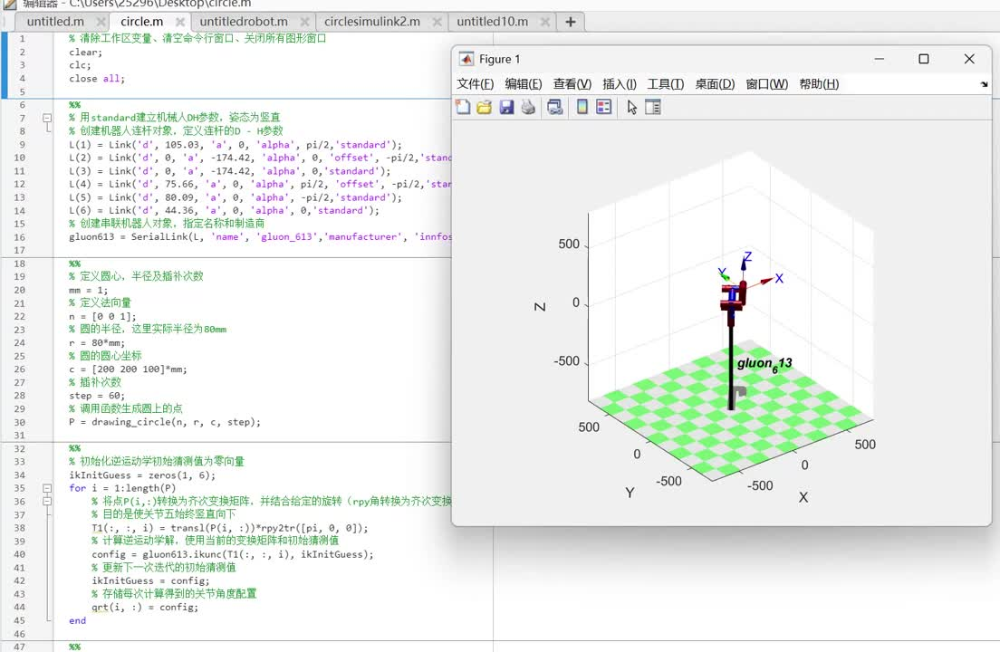 编辑器 - C:\Users\25296\Desktop\circle.m
untitled.m
circle.m
untitledrobot.m
circlesimulink2.m
untitled10.m
1 % 清除工作区变量、清空命令行窗口、关闭所有图形窗口
2 clear;
3 clc;
4 close all;
5
6 %%
7 % 用standard建立机械人DH参数，姿态为竖直
8 % 创建机器人连杆对象，定义连杆的D - H参数
9 L(1) = Link('d', 105.03, 'a', 0, 'alpha', pi/2,'standard');
10 L(2) = Link('d', 0, 'a', -174.42, 'alpha', 0, 'offset', -pi/2,'stand
11 L(3) = Link('d', 0, 'a', -174.42, 'alpha', 0,'standard');
12 L(4) = Link('d', 75.66, 'a', 0, 'alpha', pi/2, 'offset', -pi/2,'stan
13 L(5) = Link('d', 80.09, 'a', 0, 'alpha', -pi/2,'standard');
14 L(6) = Link('d', 44.36, 'a', 0, 'alpha', 0,'standard');
15 % 创建串联机器人对象，指定名称和制造商
16 gluon613 = SerialLink(L, 'name', 'gluon_613','manufacturer', 'innfos
17
18 %%
19 % 定义圆心，半径及插补次数
20 mm = 1;
21 % 定义法向量
22 n = [0 0 1];
23 % 圆的半径，这里实际半径为80mm
24 r = 80*mm;
25 % 圆的圆心坐标
26 c = [200 200 100]*mm;
27 % 插补次数
28 step = 60;
29 % 调用函数生成圆上的点
30 P = drawing_circle(n, r, c, step);
31
32 %%
33 % 初始化逆运动学初始猜测值为零向量
34 ikInitGuess = zeros(1, 6);
35 for i = 1:length(P)
36 % 将点P(i,:)转换为齐次变换矩阵，并结合给定的旋转（rpy角转换为齐次变换
37 % 目的是使关节五始终竖直向下
38 T1(:, :, i) = transl(P(i, :))*rpy2tr([pi, 0, 0]);
39 % 计算逆运动学解，使用当前的变换矩阵和初始猜测值
40 config = gluon613.ikunc(T1(:, :, i), ikInitGuess);
41 % 更新下一次迭代的初始猜测值
42 ikInitGuess = config;
43 % 存储每次计算得到的关节角度配置
44 qrt(i, :) = config;
45 end
46
47 %%
Figure 1
文件(F) 编辑(E) 查看(V) 插入(I) 工具(T) 桌面(D) 窗口(W) 帮助(H)
Z
Y
X
gluon613
500
0
-500
Z
500
0
-500
Y
500
0
-500
X